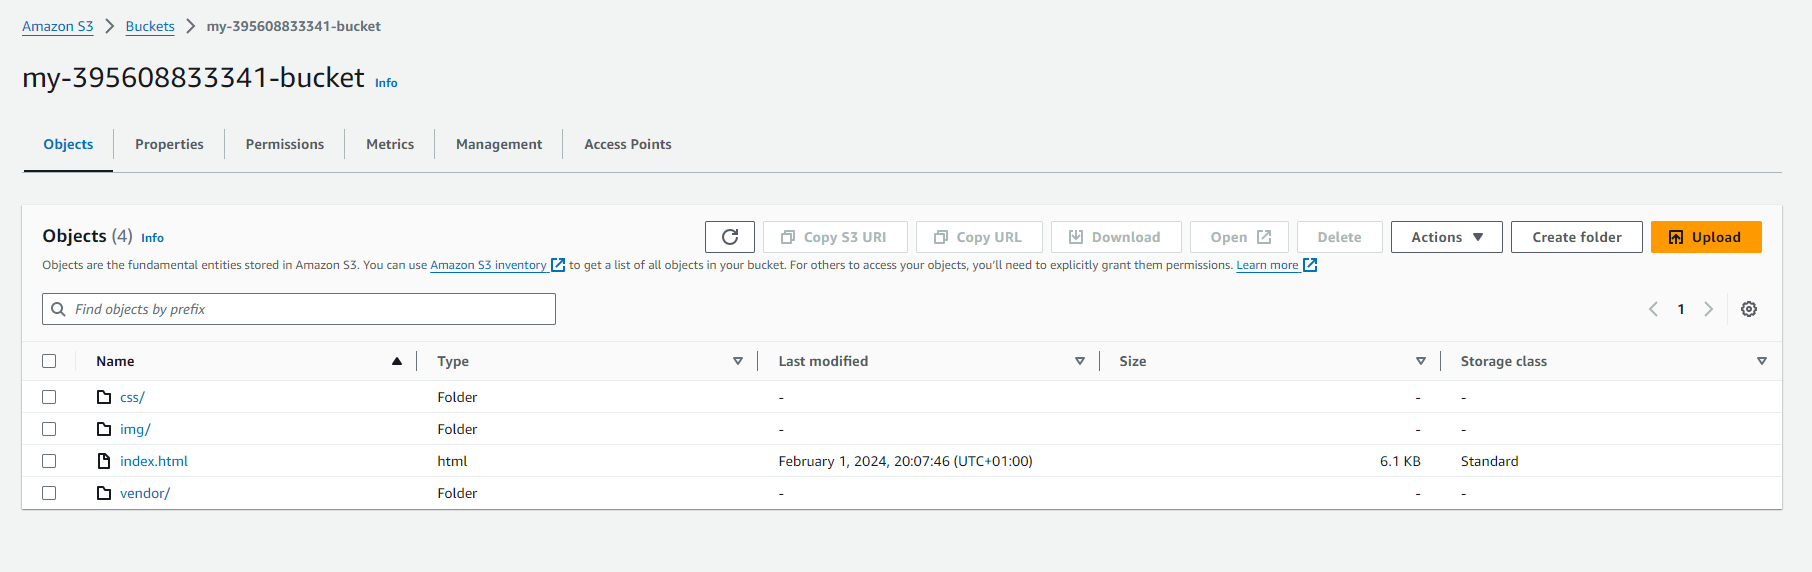 Amazon S3 > Buckets > my-395608833341-bucket
my-395608833341-bucket Info
Objects Properties Permissions Metrics Management Access Points
Objects (4) Info Copy S3 URI Copy URL Download Open Delete Actions Create folder Upload
Objects are the fundamental entities stored in Amazon S3. You can use Amazon S3 inventory to get a list of all objects in your bucket. For others to access your objects, you'll need to explicitly grant them permissions. Learn more
Find objects by prefix 1
Name Type Last modified Size Storage class
css/ Folder - - -
img/ Folder - - -
index.html html February 1, 2024, 20:07:46 (UTC+01:00) 6.1 KB Standard
vendor/ Folder - - -